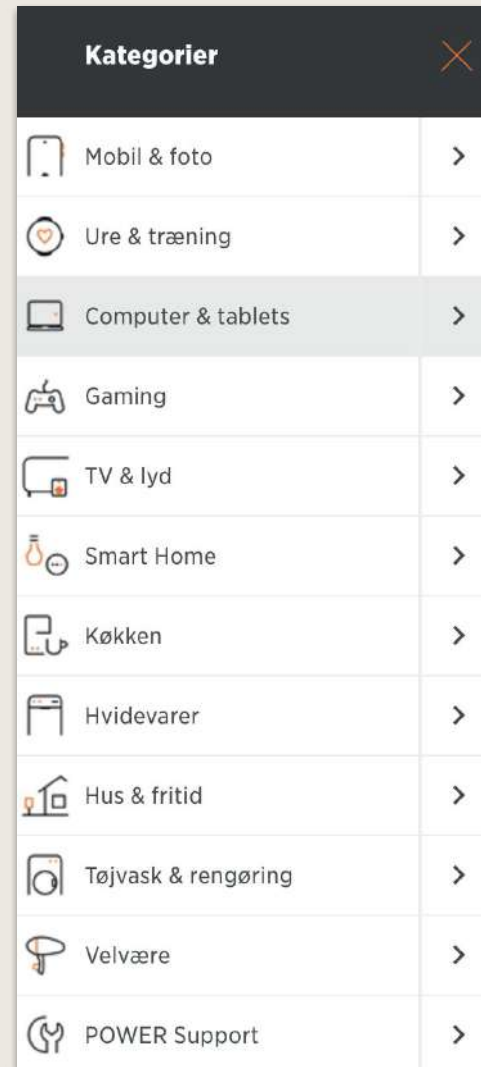 Kategorier
Mobil & foto
Ure & træning
Computer & tablets
Gaming
TV & lyd
Smart Home
Køkken
Hvidevarer
Hus & fritid
Tøjvask & rengøring
Velvære
POWER Support